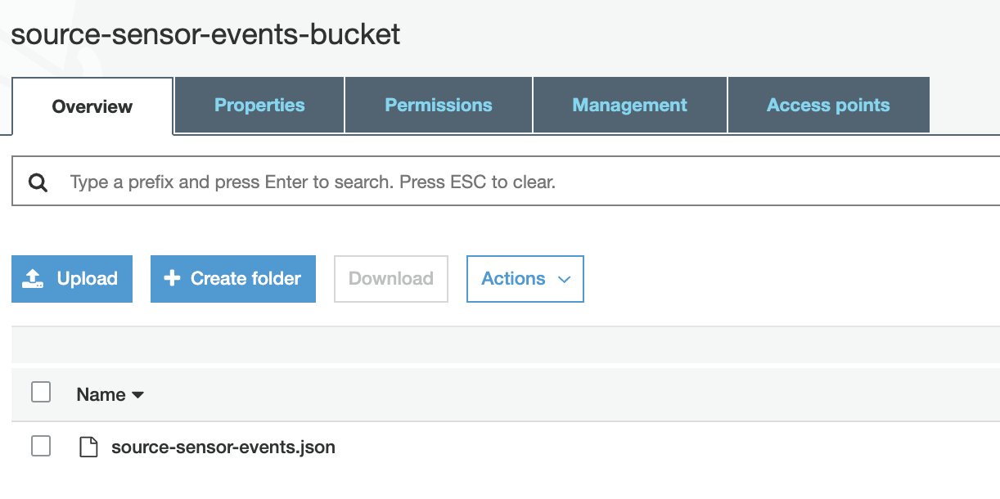 source-sensor-events-bucket
Overview Properties Permissions Management Access points
Type a prefix and press Enter to search. Press ESC to clear.
Upload Create folder Download Actions
Name
source-sensor-events.json